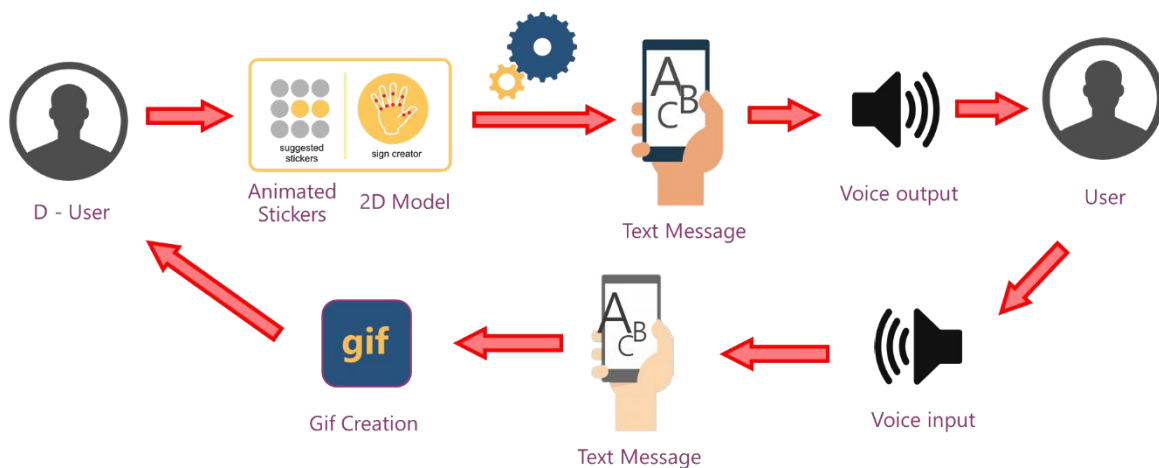 suggested
stickers
sign creator
A
B
C
D - User
Animated
Stickers
2D Model
Text Message
Voice output
User
gif
A
B
C
Gif Creation
Text Message
Voice input